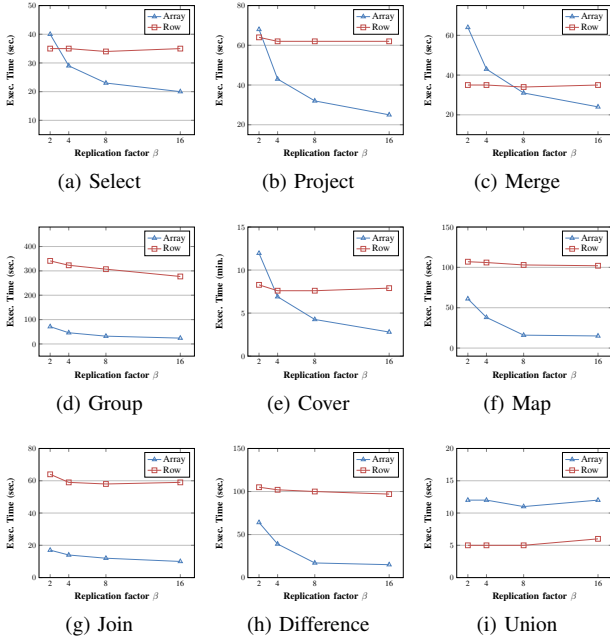 Exec. Time (sec.)
50
40
30
20
10
2 4 8 16
Replication factor β
Array
Row
(a) Select
Exec. Time (sec.)
80
60
40
20
2 4 8 16
Replication factor β
Array
Row
(b) Project
Exec. Time (sec.)
60
40
20
2 4 8 16
Replication factor β
Array
Row
(c) Merge
Exec. Time (sec.)
400
300
200
100
0
2 4 8 16
Replication factor β
Array
Row
(d) Group
Exec. Time (min.)
15
10
5
0
2 4 8 16
Replication factor β
Array
Row
(e) Cover
Exec. Time (sec.)
150
100
50
0
2 4 8 16
Replication factor β
Array
Row
(f) Map
Exec. Time (sec.)
80
60
40
20
0
2 4 8 16
Replication factor β
Array
Row
(g) Join
Exec. Time (sec.)
150
100
50
0
2 4 8 16
Replication factor β
Array
Row
(h) Difference
Exec. Time (sec.)
20
15
10
5
0
2 4 8 16
Replication factor β
Array
Row
(i) Union